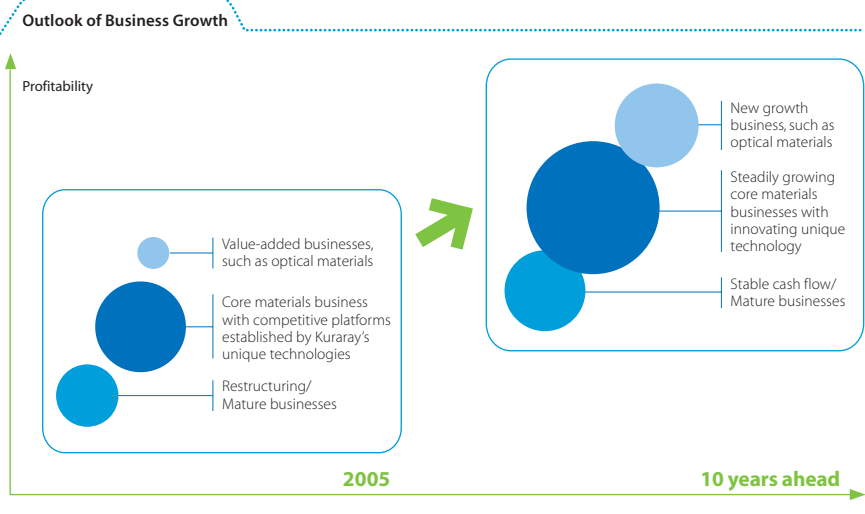 Outlook of Business Growth
Profitability
New growth
business, such as
optical materials
Steadily growing
core materials
businesses with
innovating unique
technology
Stable cash flow/
Mature businesses
Value-added businesses,
such as optical materials
Core materials business
with competitive platforms
established by Kuraray’s
unique technologies
Restructuring/
Mature businesses
2005
10 years ahead